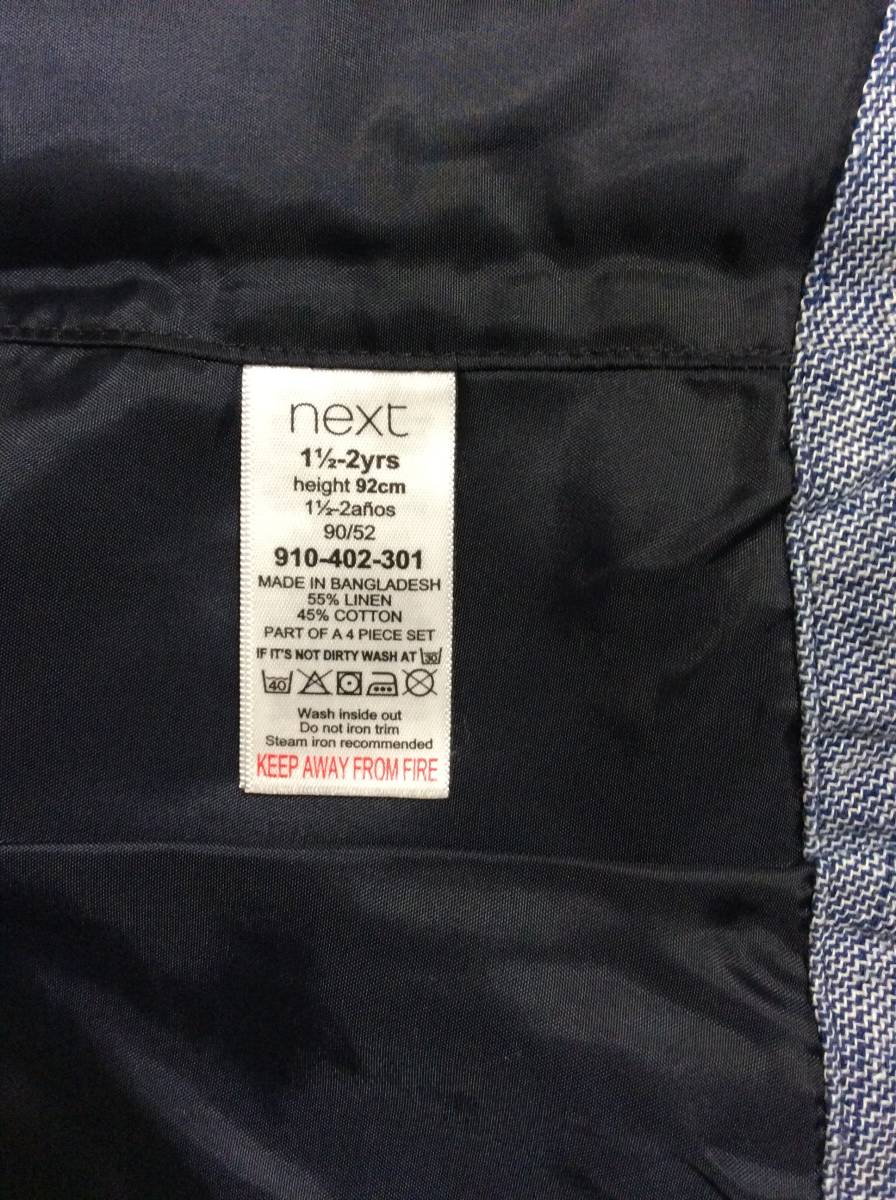 next
1½-2yrs
height 92cm
1½-2años
90/52
910-402-301
MADE IN BANGLADESH
55% LINEN
45% COTTON
PART OF A 4 PIECE SET
IF IT'S NOT DIRTY WASH AT 30
40
Wash inside out
Do not iron trim
Steam iron recommended
KEEP AWAY FROM FIRE